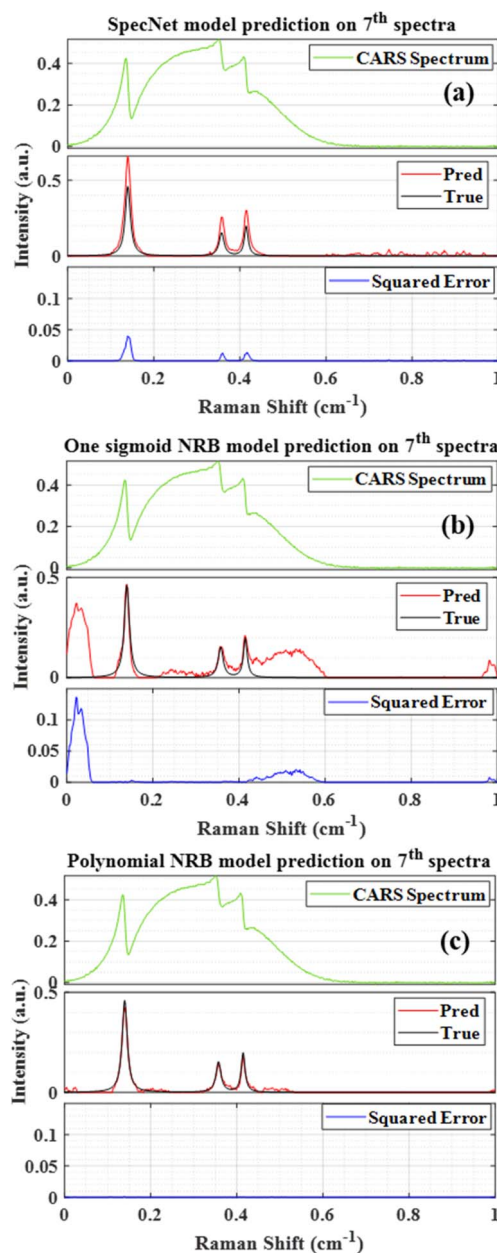 SpecNet model prediction on 7th spectra
CARS Spectrum
(a)
0.4
0.2
0
Intensity (a.u.)
0.5
0
Pred
True
Squared Error
0.1
0.05
0
0 0.2 0.4 0.6 0.8 1
Raman Shift (cm-1)
One sigmoid NRB model prediction on 7th spectra
CARS Spectrum
(b)
0.4
0.2
0
Intensity (a.u.)
0.5
0
Pred
True
Squared Error
0.1
0.05
0
0 0.2 0.4 0.6 0.8 1
Raman Shift (cm-1)
Polynomial NRB model prediction on 7th spectra
CARS Spectrum
(c)
0.4
0.2
0
Intensity (a.u.)
0.5
0
Pred
True
Squared Error
0.1
0.05
0
0 0.2 0.4 0.6 0.8 1
Raman Shift (cm-1)